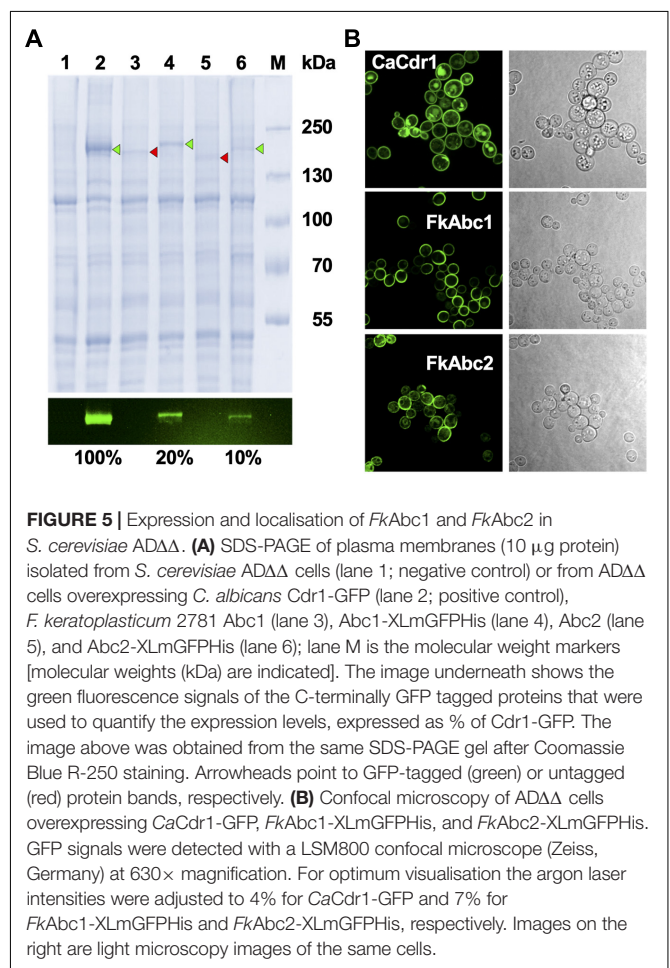 A
B
1 2 3 4 5 6 M kDa
250
130
100
70
55
100% 20% 10%
CaCdr1
FkAbc1
FkAbc2
FIGURE 5 | Expression and localisation of FkAbc1 and FkAbc2 in
S. cerevisiae ADΔΔ. (A) SDS-PAGE of plasma membranes (10 μg protein)
isolated from S. cerevisiae ADΔΔ cells (lane 1; negative control) or from ADΔΔ
cells overexpressing C. albicans Cdr1-GFP (lane 2; positive control),
F. keratoplasticum 2781 Abc1 (lane 3), Abc1-XLmGFPHis (lane 4), Abc2 (lane
5), and Abc2-XLmGFPHis (lane 6); lane M is the molecular weight markers
[molecular weights (kDa) are indicated]. The image underneath shows the
green fluorescence signals of the C-terminally GFP tagged proteins that were
used to quantify the expression levels, expressed as % of Cdr1-GFP. The
image above was obtained from the same SDS-PAGE gel after Coomassie
Blue R-250 staining. Arrowheads point to GFP-tagged (green) or untagged
(red) protein bands, respectively. (B) Confocal microscopy of ADΔΔ cells
overexpressing CaCdr1-GFP, FkAbc1-XLmGFPHis, and FkAbc2-XLmGFPHis.
GFP signals were detected with a LSM800 confocal microscope (Zeiss,
Germany) at 630× magnification. For optimum visualisation the argon laser
intensities were adjusted to 4% for CaCdr1-GFP and 7% for
FkAbc1-XLmGFPHis and FkAbc2-XLmGFPHis, respectively. Images on the
right are light microscopy images of the same cells.